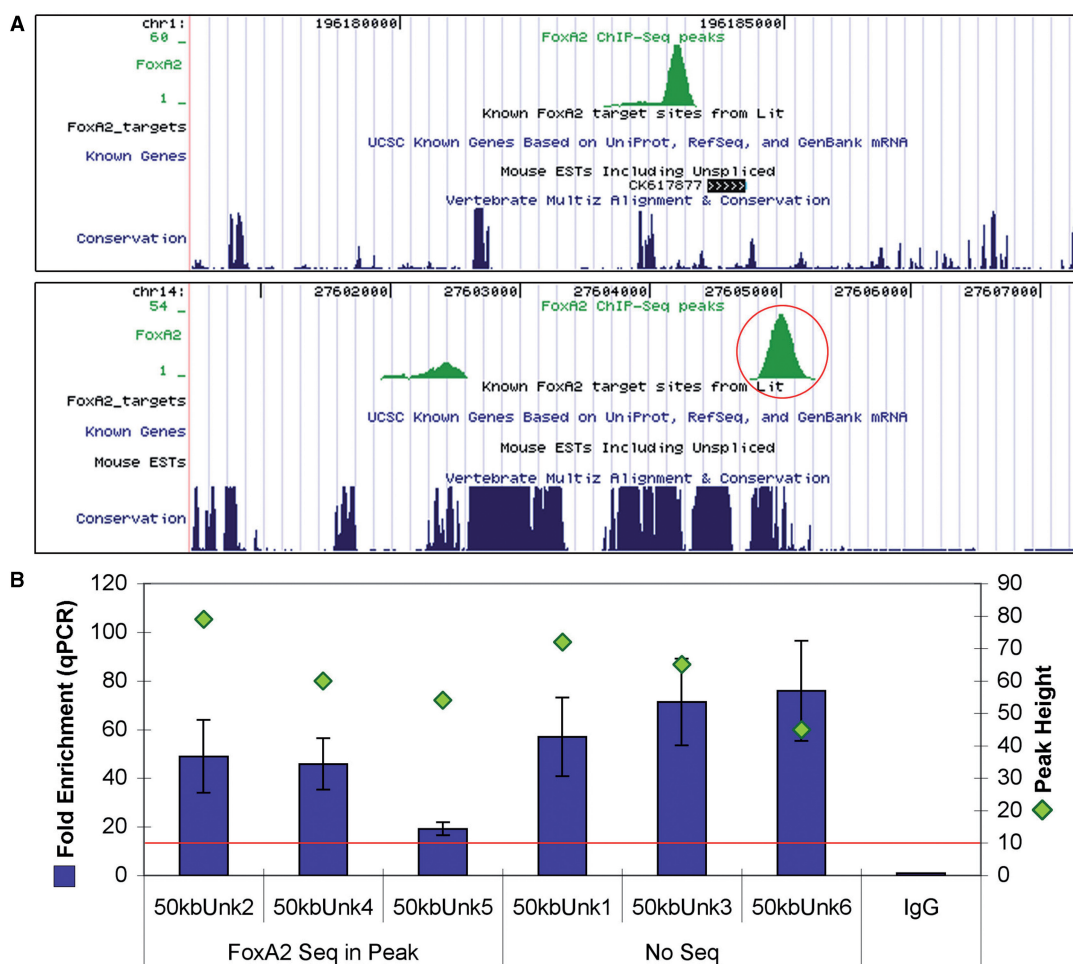 A
chr1: 196180000 196185000
60 _ FoxA2 ChIP-Seq peaks
FoxA2
1 _
Known FoxA2 target sites from Lit
FoxA2_targets
UCSC Known Genes Based on UniProt, RefSeq, and GenBank mRNA
Known Genes
Mouse ESTs Including Unspliced
CK617877
Vertebrate Multiz Alignment & Conservation
Conservation
chr14: 27602000 27603000 27604000 27605000 27606000 27607000
54 _ FoxA2 ChIP-Seq peaks
FoxA2
1 _
Known FoxA2 target sites from Lit
FoxA2_targets
UCSC Known Genes Based on UniProt, RefSeq, and GenBank mRNA
Known Genes
Mouse ESTs Including Unspliced
Mouse ESTs
Vertebrate Multiz Alignment & Conservation
Conservation
B
Fold Enrichment (qPCR)
120
100
80
60
40
20
0
90
80
70
60
50
40
30
20
10
0
Peak Height
50kbUnk2 50kbUnk4 50kbUnk5 50kbUnk1 50kbUnk3 50kbUnk6 IgG
FoxA2 Seq in Peak No Seq